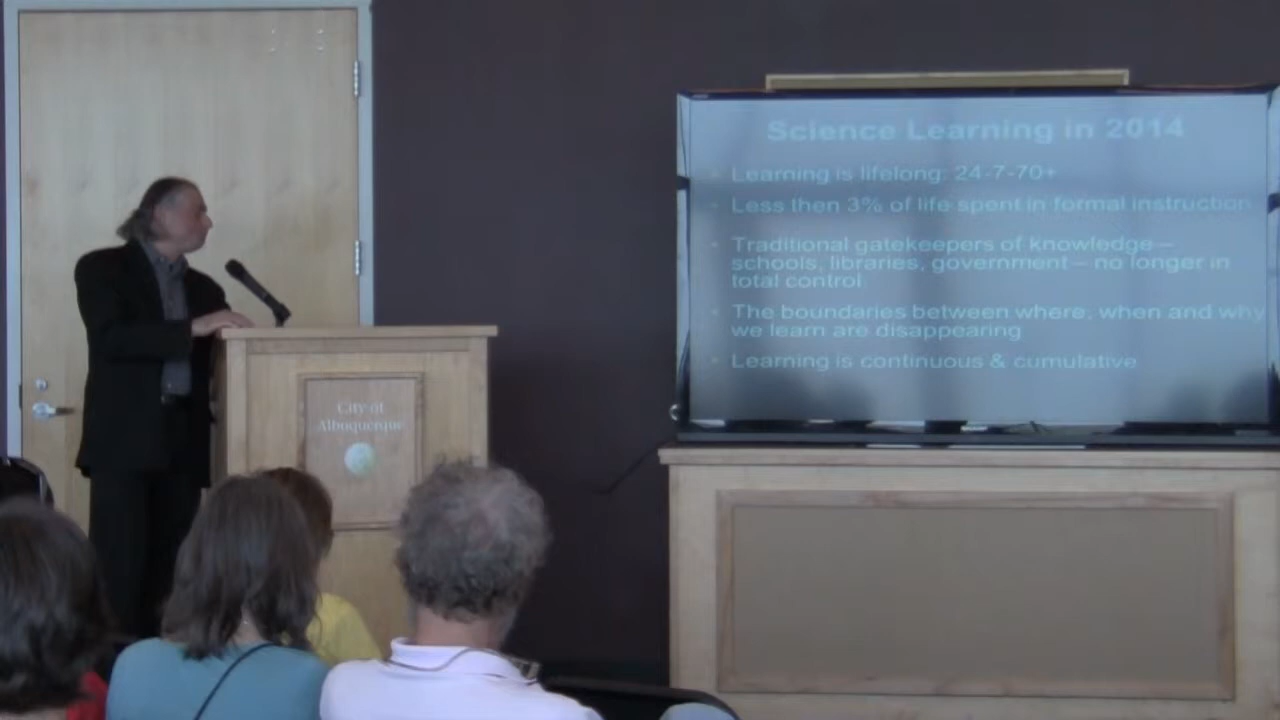 Science Learning in 2014
Learning is lifelong: 24-7-70+
Less then 3% of life spent in formal instruction
Traditional gatekeepers of knowledge –
schools, libraries, government – no longer in
total control
The boundaries between where, when and why
we learn are disappearing
Learning is continuous & cumulative
City of
Albuquerque